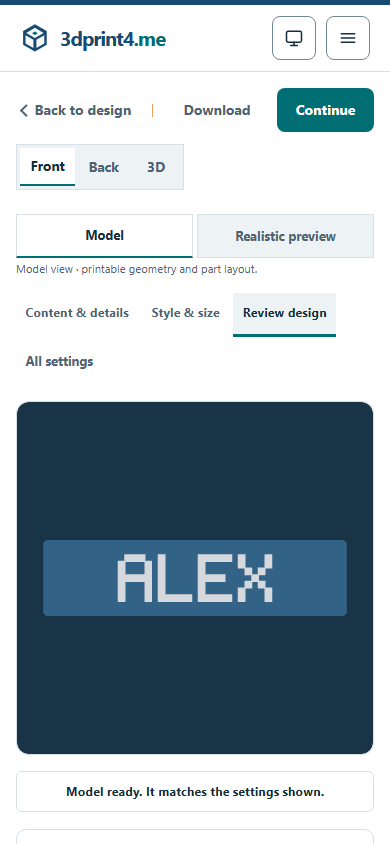 3dprint4.me
Back to design | Download Continue
Front Back 3D
Model Realistic preview
Model view · printable geometry and part layout.
Content & details Style & size Review design
All settings
ALEX
Model ready. It matches the settings shown.